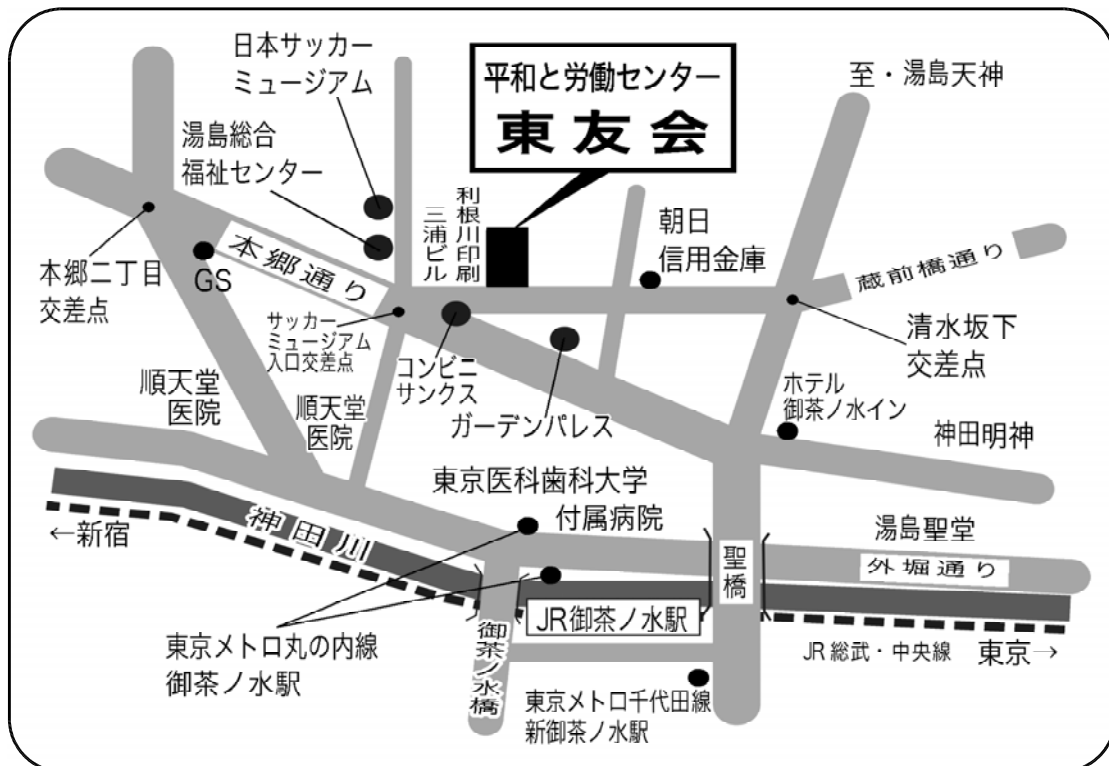 日本サッカー
ミュージアム
平和と労働センター
東友会
至・湯島天神
湯島総合
福祉センター
利根川印刷
三浦ビル
朝日
信用金庫
本郷通り
蔵前橋通り
本郷二丁目
交差点
GS
サッカー
ミュージアム
入口交差点
コンビニ
サンクス
清水坂下
交差点
順天堂
医院
順天堂
医院
ガーデンパレス
ホテル
御茶ノ水イン
神田明神
東京医科歯科大学
付属病院
←新宿
神田川
聖橋
湯島聖堂
外堀通り
JR御茶ノ水駅
東京メトロ丸の内線
御茶ノ水駅
御茶ノ水橋
JR総武・中央線
東京→
東京メトロ千代田線
新御茶ノ水駅